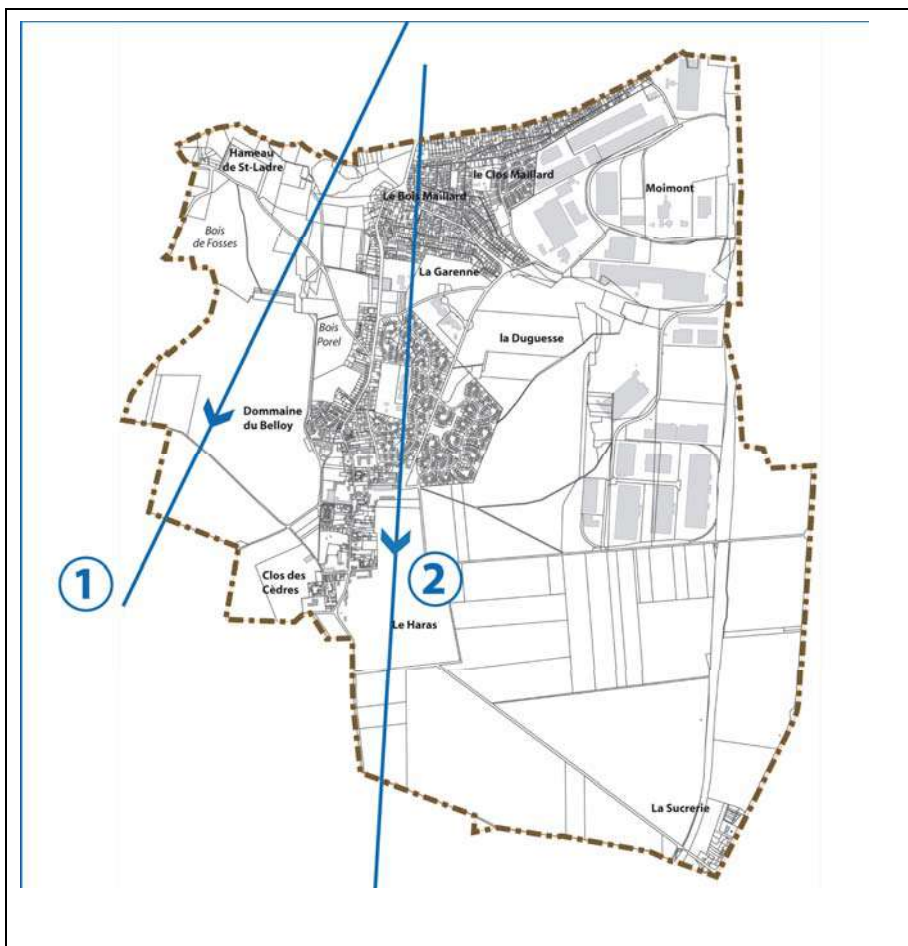 Hameau
de St-Ladre
le Clos Maillard
Moimont
Le Bois Maillard
Bois
de Fosses
La Garenne
Bois
Porel
la Duguesse
Dommaine
du Belloy
1
Clos des
Cèdres
2
Le Haras
La Sucrerie